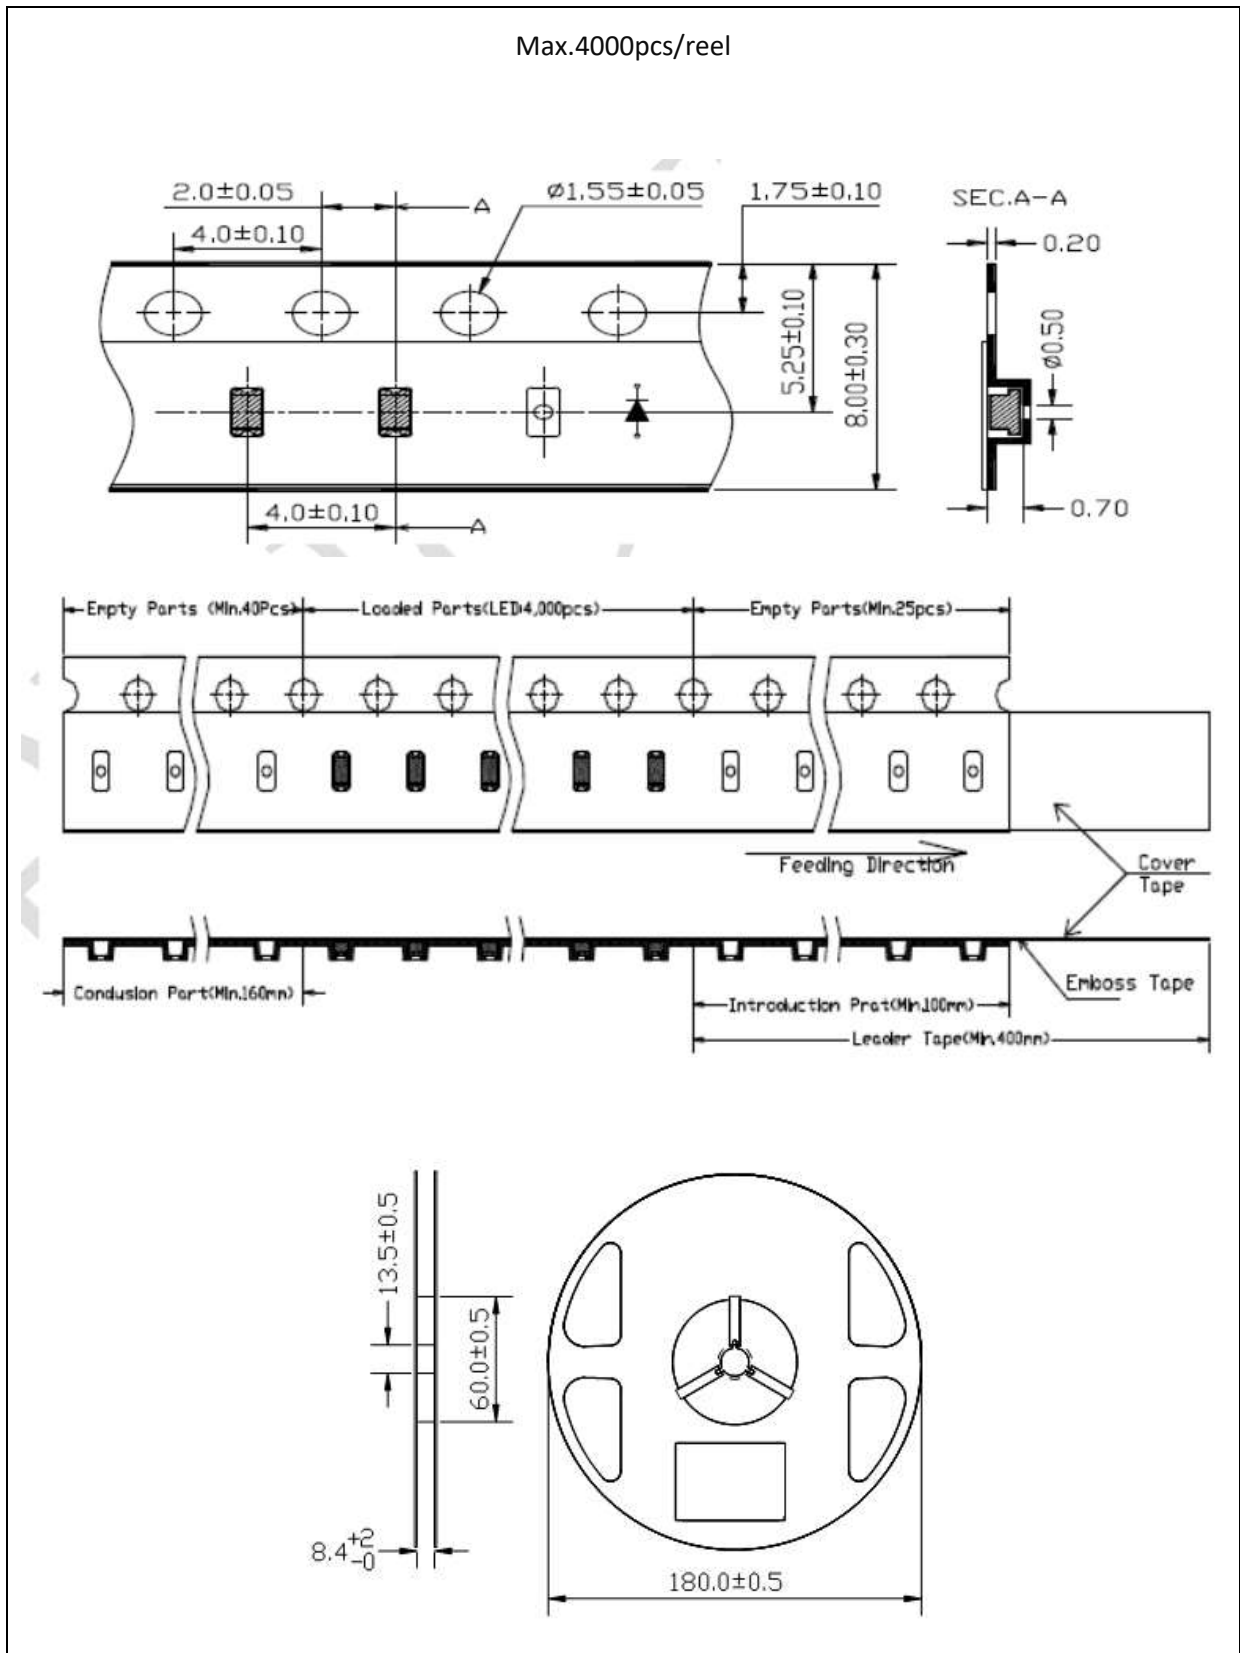 Max.4000pcs/reel
2.0±0.05
A
Ø1.55±0.05
1.75±0.10
SEC.A-A
4.0±0.10
0.20
5.25±0.10
8.00±0.30
Ø0.50
4.0±0.10
A
0.70
Empty Parts (Min.40Pcs)
Loaded Parts(LED:4,000pcs)
Empty Parts(Min.25pcs)
Feeding Direction
Cover
Tape
Emboss Tape
Condusion Part(Min.160mm)
Introduction Prat(Min.100mm)
Leader Tape(Min.400mm)
13.5±0.5
60.0±0.5
8.4+2-0
180.0±0.5